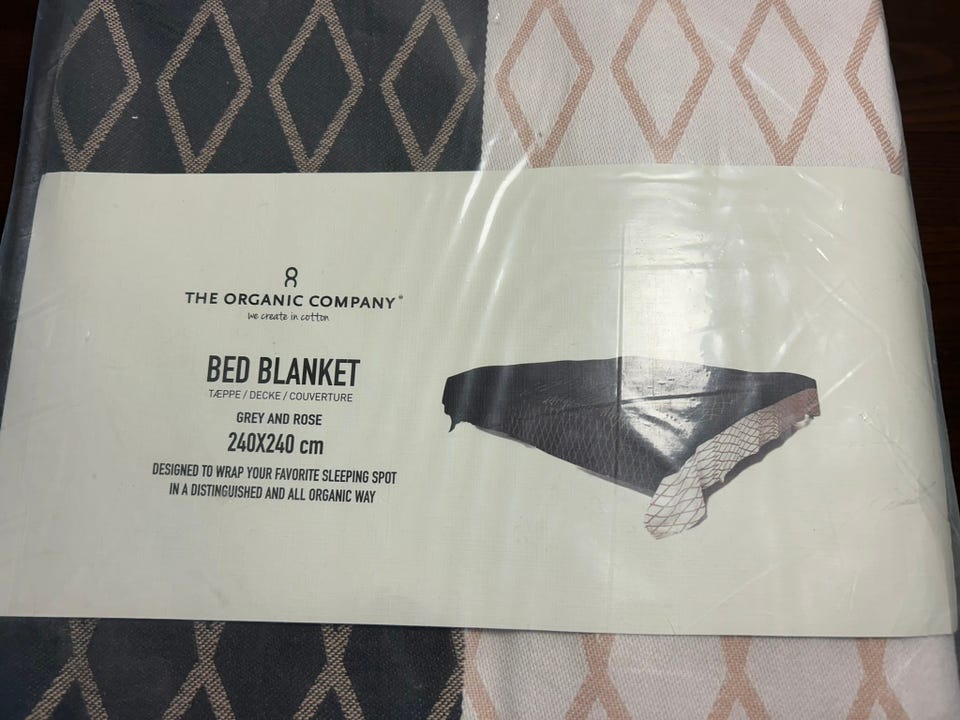 THE ORGANIC COMPANY®
we create in cotton
BED BLANKET
TÆPPE / DECKE / COUVERTURE
GREY AND ROSE
240X240 cm
DESIGNED TO WRAP YOUR FAVORITE SLEEPING SPOT
IN A DISTINGUISHED AND ALL ORGANIC WAY